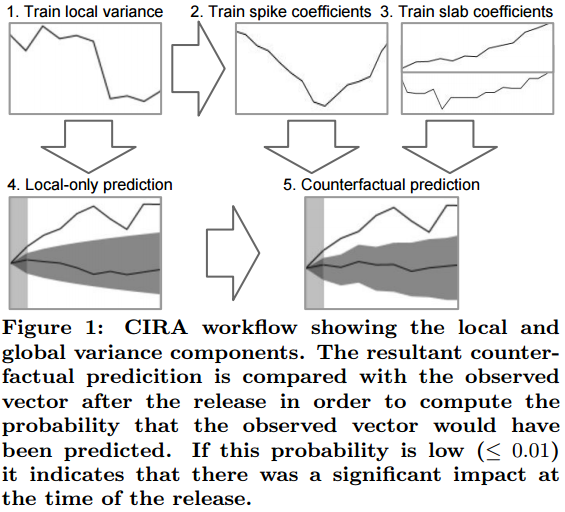 1. Train local variance
2. Train spike coefficients
3. Train slab coefficients
4. Local-only prediction
5. Counterfactual prediction
Figure 1: CIRA workflow showing the local and
global variance components. The resultant counter-
factual predicition is compared with the observed
vector after the release in order to compute the
probability that the observed vector would have
been predicted. If this probability is low (≤ 0.01)
it indicates that there was a significant impact at
the time of the release.